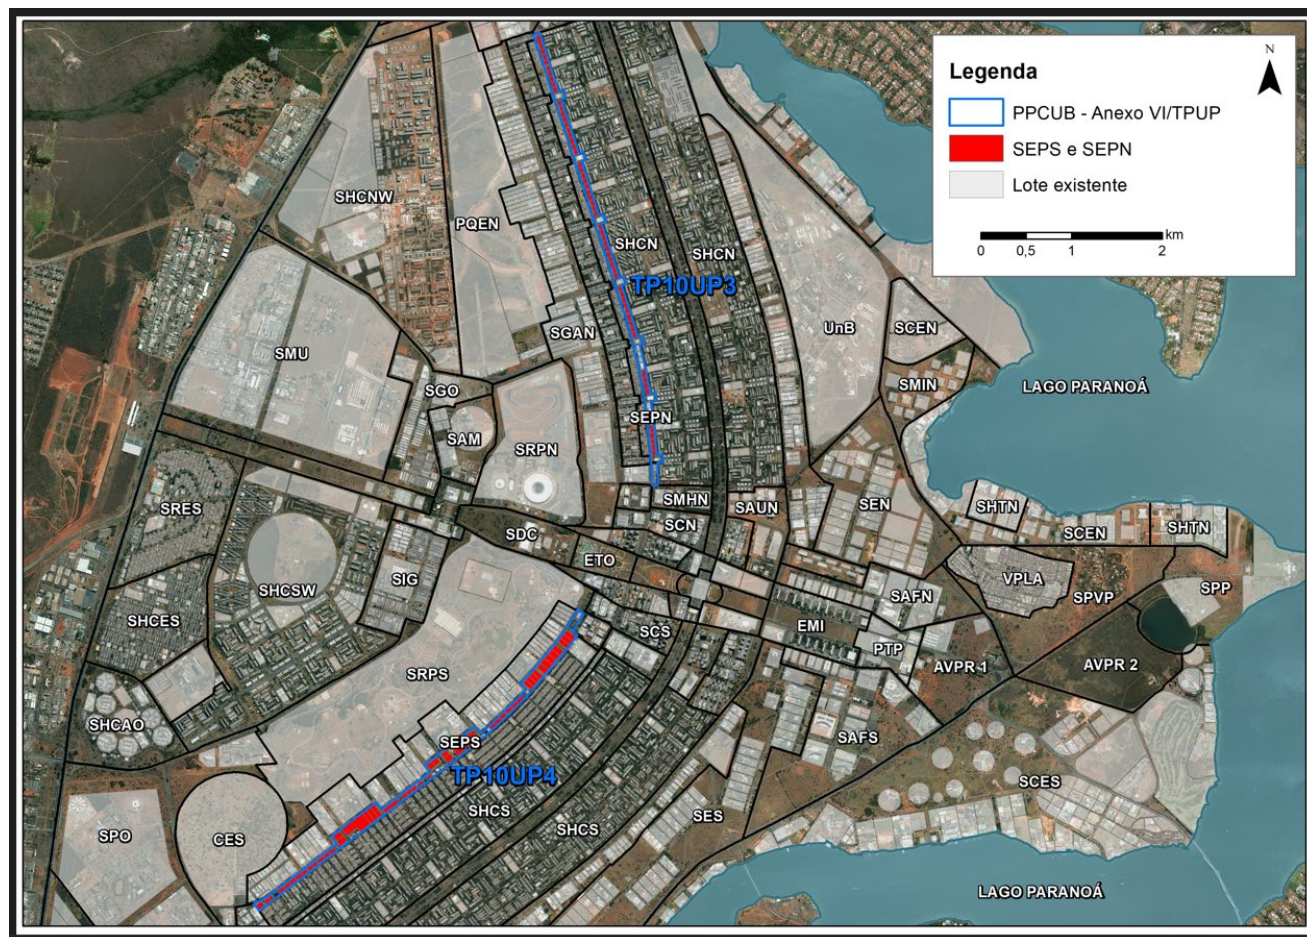 N
Legenda
PPCUB - Anexo VI/TPUP
SEPS e SEPN
Lote existente
km
0 0,5 1 2
SHCNW
PQEN
SHCN
SHCN
TP10UP3
SGAN
UnB
SCEN
SMU
SMIN
LAGO PARANOÁ
SGO
SEPN
SAM
SRPN
SRES
SMHN
SAUN
SEN
SHTN
SCN
SDC
SCEN
SHTN
ETO
SIG
VPLA
SHCSW
SPVP
SPP
SAFN
SHCES
EMI
SCS
PTP
AVPR 1
AVPR 2
SRPS
SHCAO
SEPS
SAFS
TP10UP4
SCES
SHCS
SES
SHCS
SPO
CES
LAGO PARANOÁ